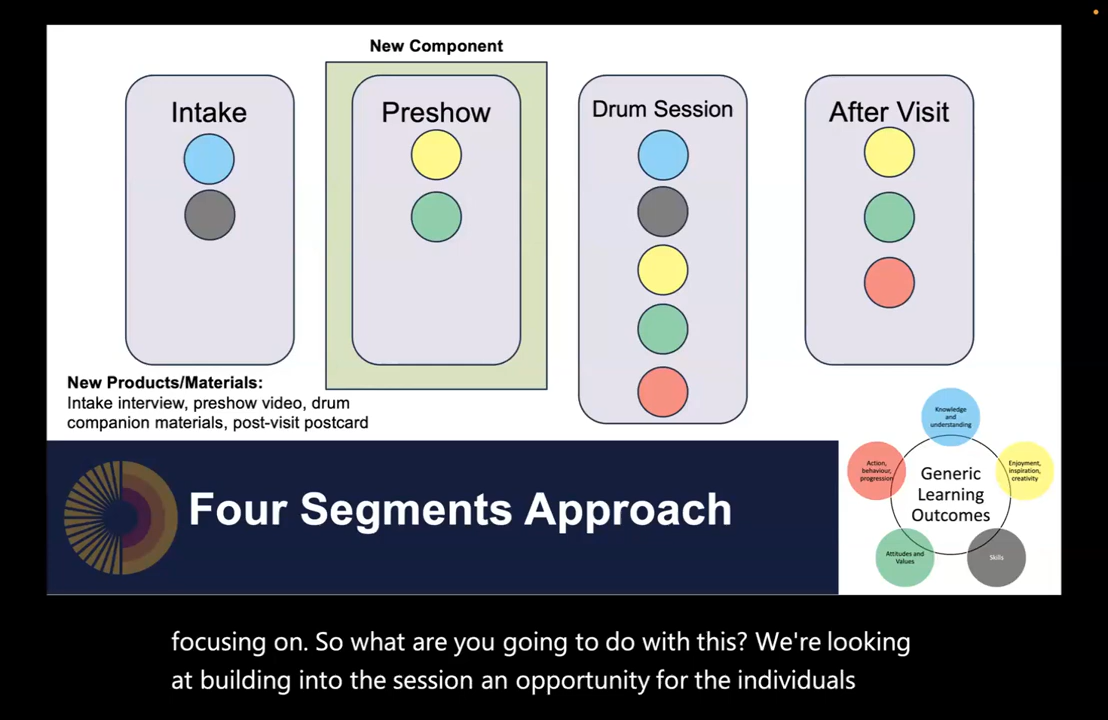 New Component
Intake
Preshow
Drum Session
After Visit
New Products/Materials:
Intake interview, preshow video, drum
companion materials, post-visit postcard
Four Segments Approach
Knowledge
and
understanding
Action,
behaviour,
progression
Enjoyment,
inspiration,
creativity
Generic
Learning
Outcomes
Attitudes and
Values
Skills
focusing on. So what are you going to do with this? We're looking
at building into the session an opportunity for the individuals